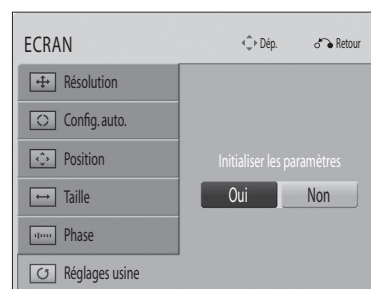 ECRAN
Dép.
Retour
Résolution
Config. auto.
Position
Taille
Phase
Réglages usine
Initialiser les paramètres
Oui
Non